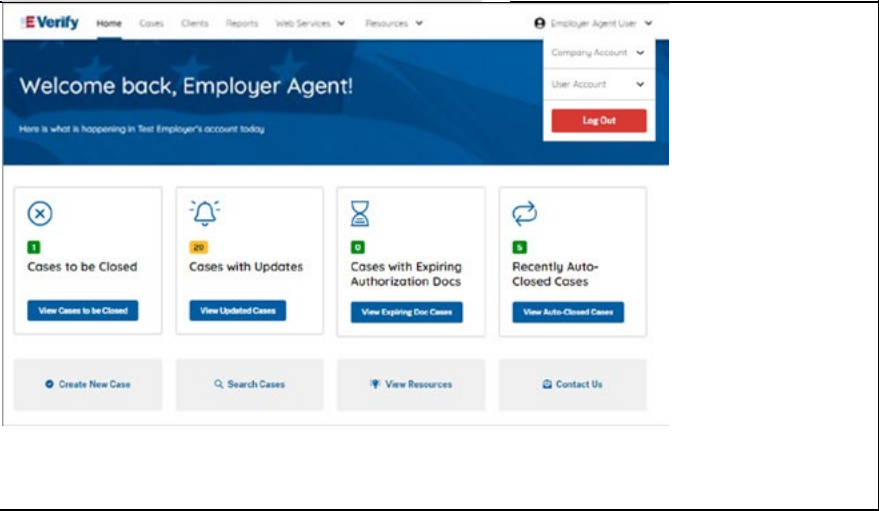 E-Verify Home Cases Clients Reports Web Services Resources Employer Agent User
Company Account
User Account
Log Out
Welcome back, Employer Agent!
Here is what is happening in Test Employer's account today
1
Cases to be Closed
View Cases to be Closed
20
Cases with Updates
View Updated Cases
0
Cases with Expiring
Authorization Docs
View Expiring Doc Cases
5
Recently Auto-
Closed Cases
View Auto-Closed Cases
Create New Case
Search Cases
View Resources
Contact Us